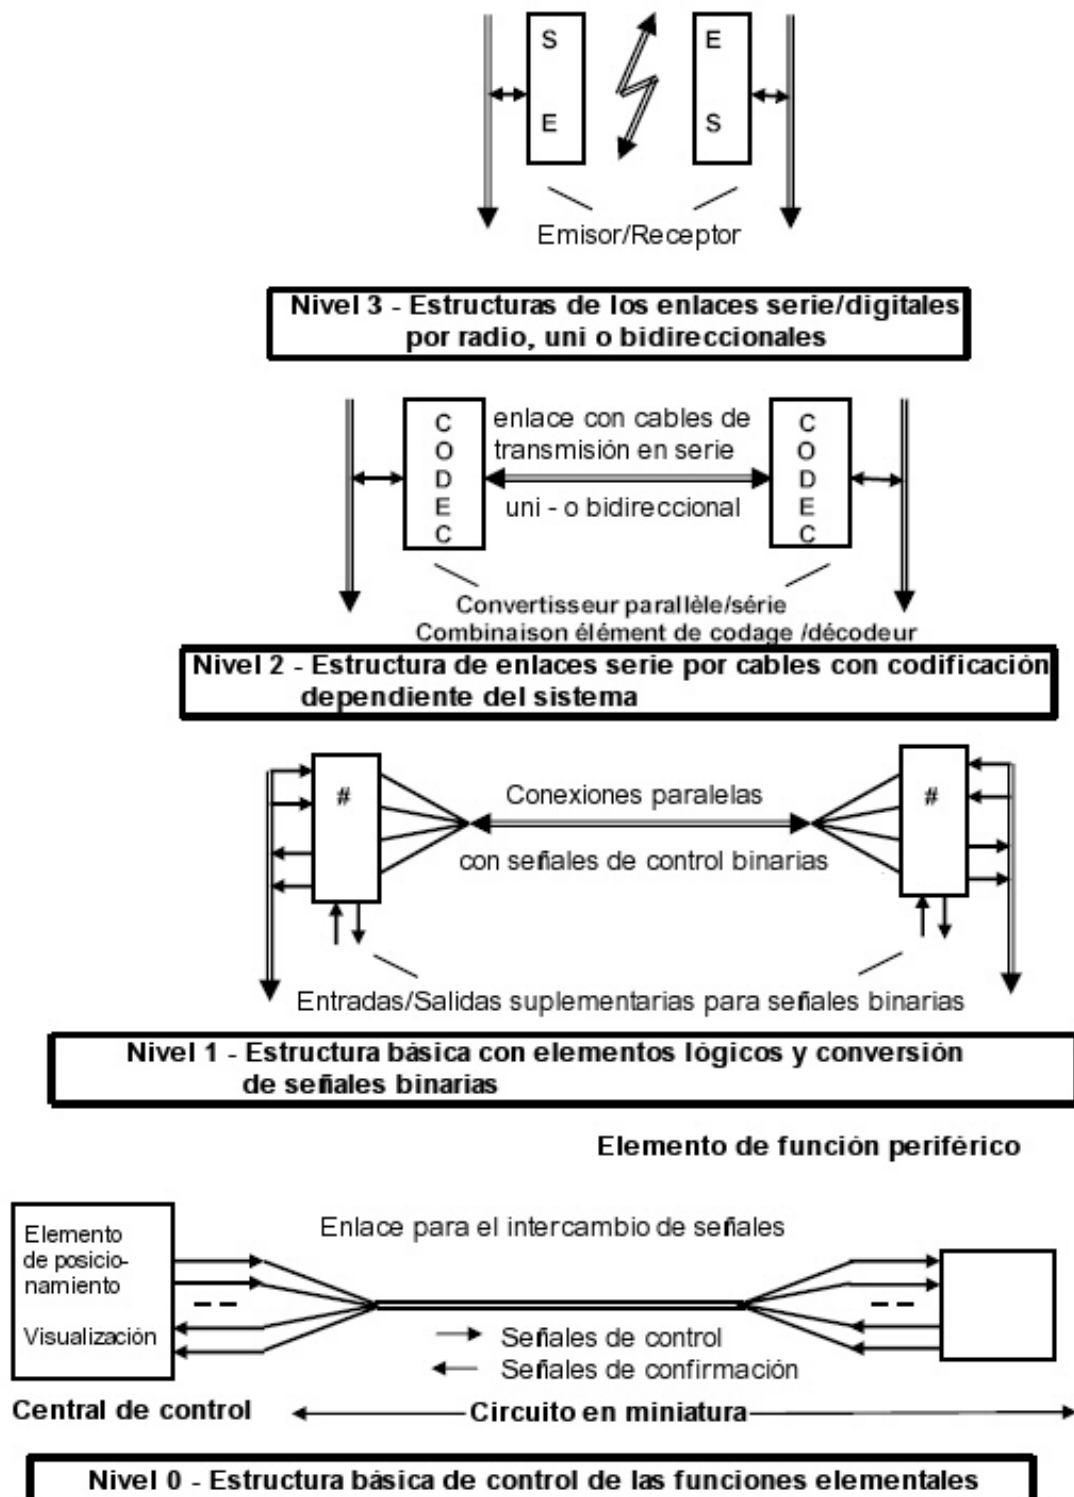 S
E
E
S
Emisor/Receptor
Nivel 3 - Estructuras de los enlaces serie/digitales
por radio, uni o bidireccionales
C
O
D
E
C
enlace con cables de
transmisión en serie
uni - o bidireccional
C
O
D
E
C
Convertisseur parallèle/série
Combinaison élément de codage /décodeur
Nivel 2 - Estructura de enlaces serie por cables con codificación
dependiente del sistema
#
Conexiones paralelas
con señales de control binarias
#
Entradas/Salidas suplementarias para señales binarias
Nivel 1 - Estructura básica con elementos lógicos y conversión
de señales binarias
Elemento de función periférico
Elemento
de posicio-
namiento
Visualización
Enlace para el intercambio de señales
Señales de control
Señales de confirmación
Central de control
Circuito en miniatura
Nivel 0 - Estructura básica de control de las funciones elementales